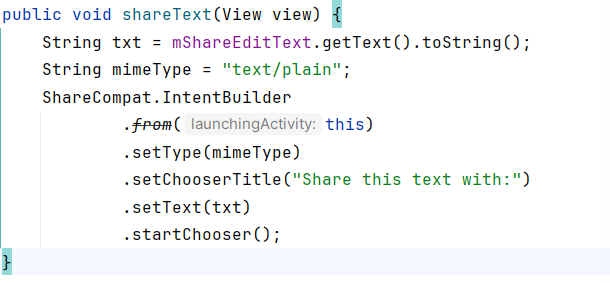 public void shareText(View view) {
    String txt = mShareEditText.getText().toString();
    String mimeType = "text/plain";
    ShareCompat.IntentBuilder
            .from( launchingActivity: this)
            .setType(mimeType)
            .setChooserTitle("Share this text with:")
            .setText(txt)
            .startChooser();
}